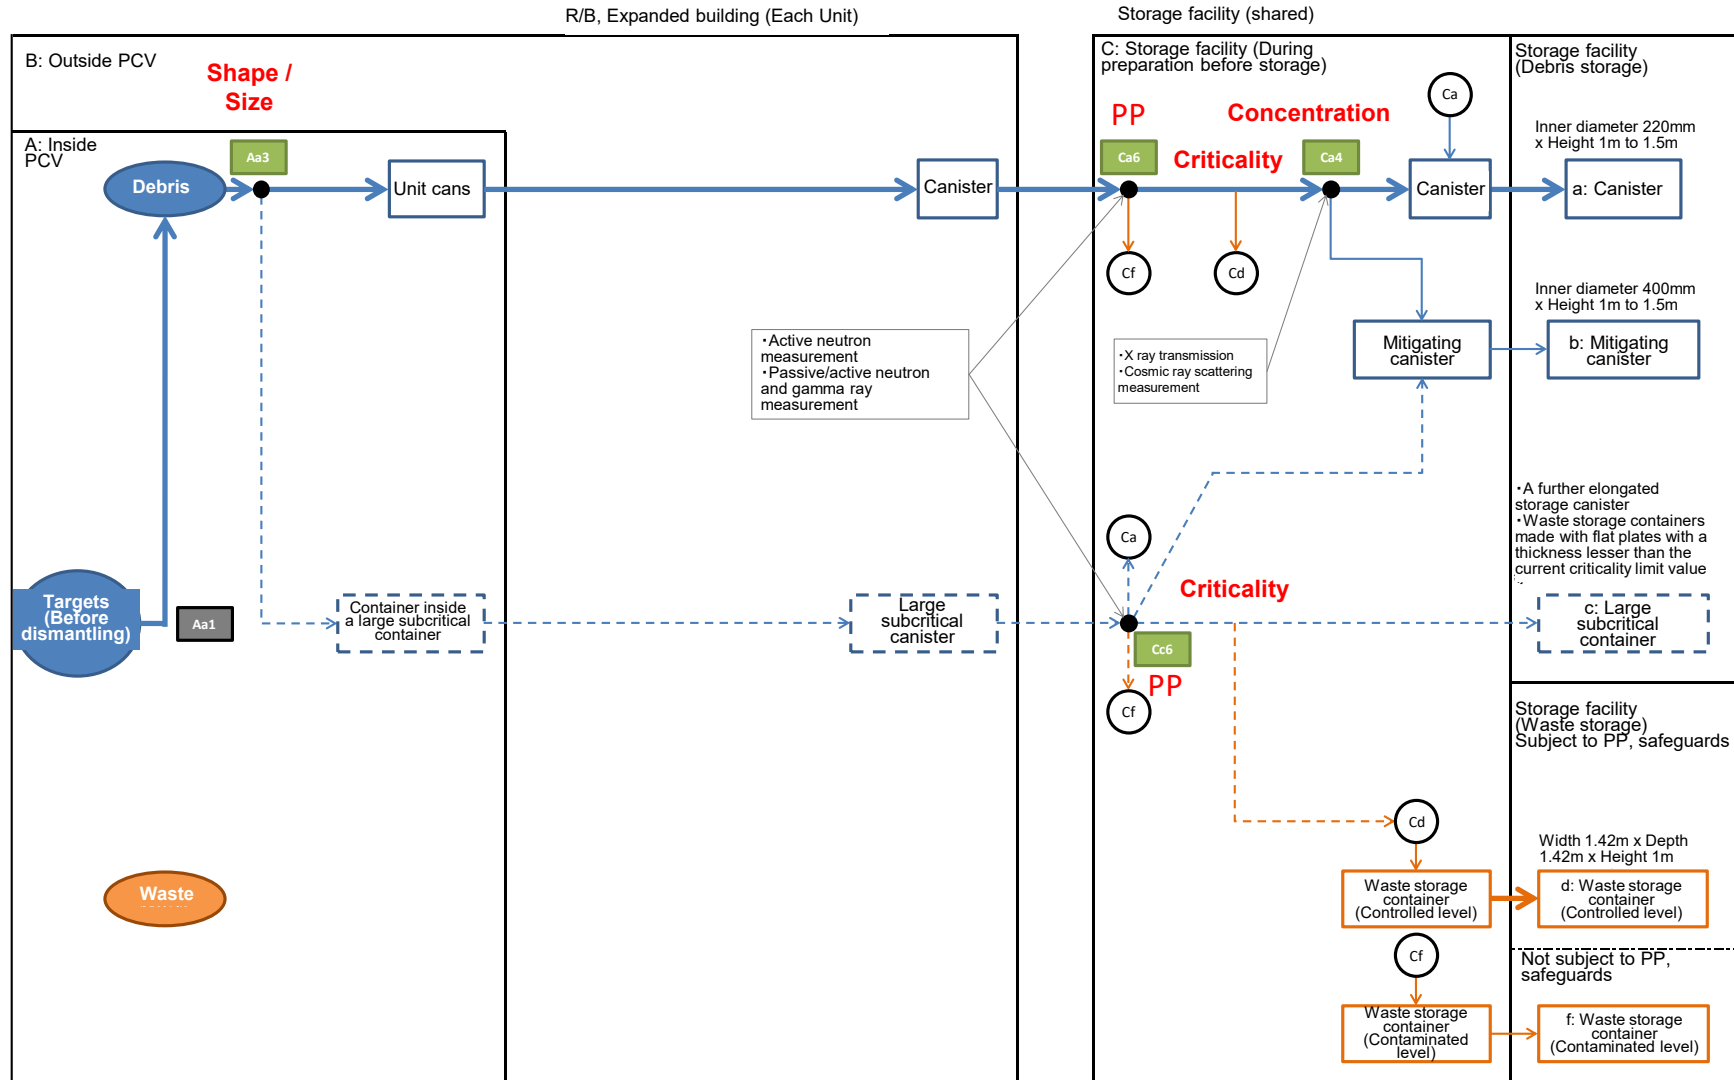 R/B, Expanded building (Each Unit)
Storage facility (shared)
B: Outside PCV
Shape /
Size
A: Inside
PCV
Aa3
Debris
Unit cans
Canister
C: Storage facility (During
preparation before storage)
PP
Concentration
Ca
Ca6
Criticality
Ca4
Canister
Cf
Cd
Storage facility
(Debris storage)
Inner diameter 220mm
x Height 1m to 1.5m
a: Canister
Inner diameter 400mm
x Height 1m to 1.5m
・Active neutron
measurement
・Passive/active neutron
and gamma ray
measurement
・X ray transmission
・Cosmic ray scattering
measurement
Mitigating
canister
b: Mitigating
canister
・A further elongated
storage canister
・Waste storage containers
made with flat plates with a
thickness lesser than the
current criticality limit value
Ca
Criticality
Targets
(Before
dismantling)
Aa1
Container inside
a large subcritical
container
Large
subcritical
canister
c: Large
subcritical
container
Cc6
PP
Cf
Storage facility
(Waste storage)
Subject to PP, safeguards
Cd
Width 1.42m x Depth
1.42m x Height 1m
Waste
Waste storage
container
(Controlled level)
d: Waste storage
container
(Controlled level)
Cf
Not subject to PP,
safeguards
Waste storage
container
(Contaminated
level)
f: Waste storage
container
(Contaminated level)